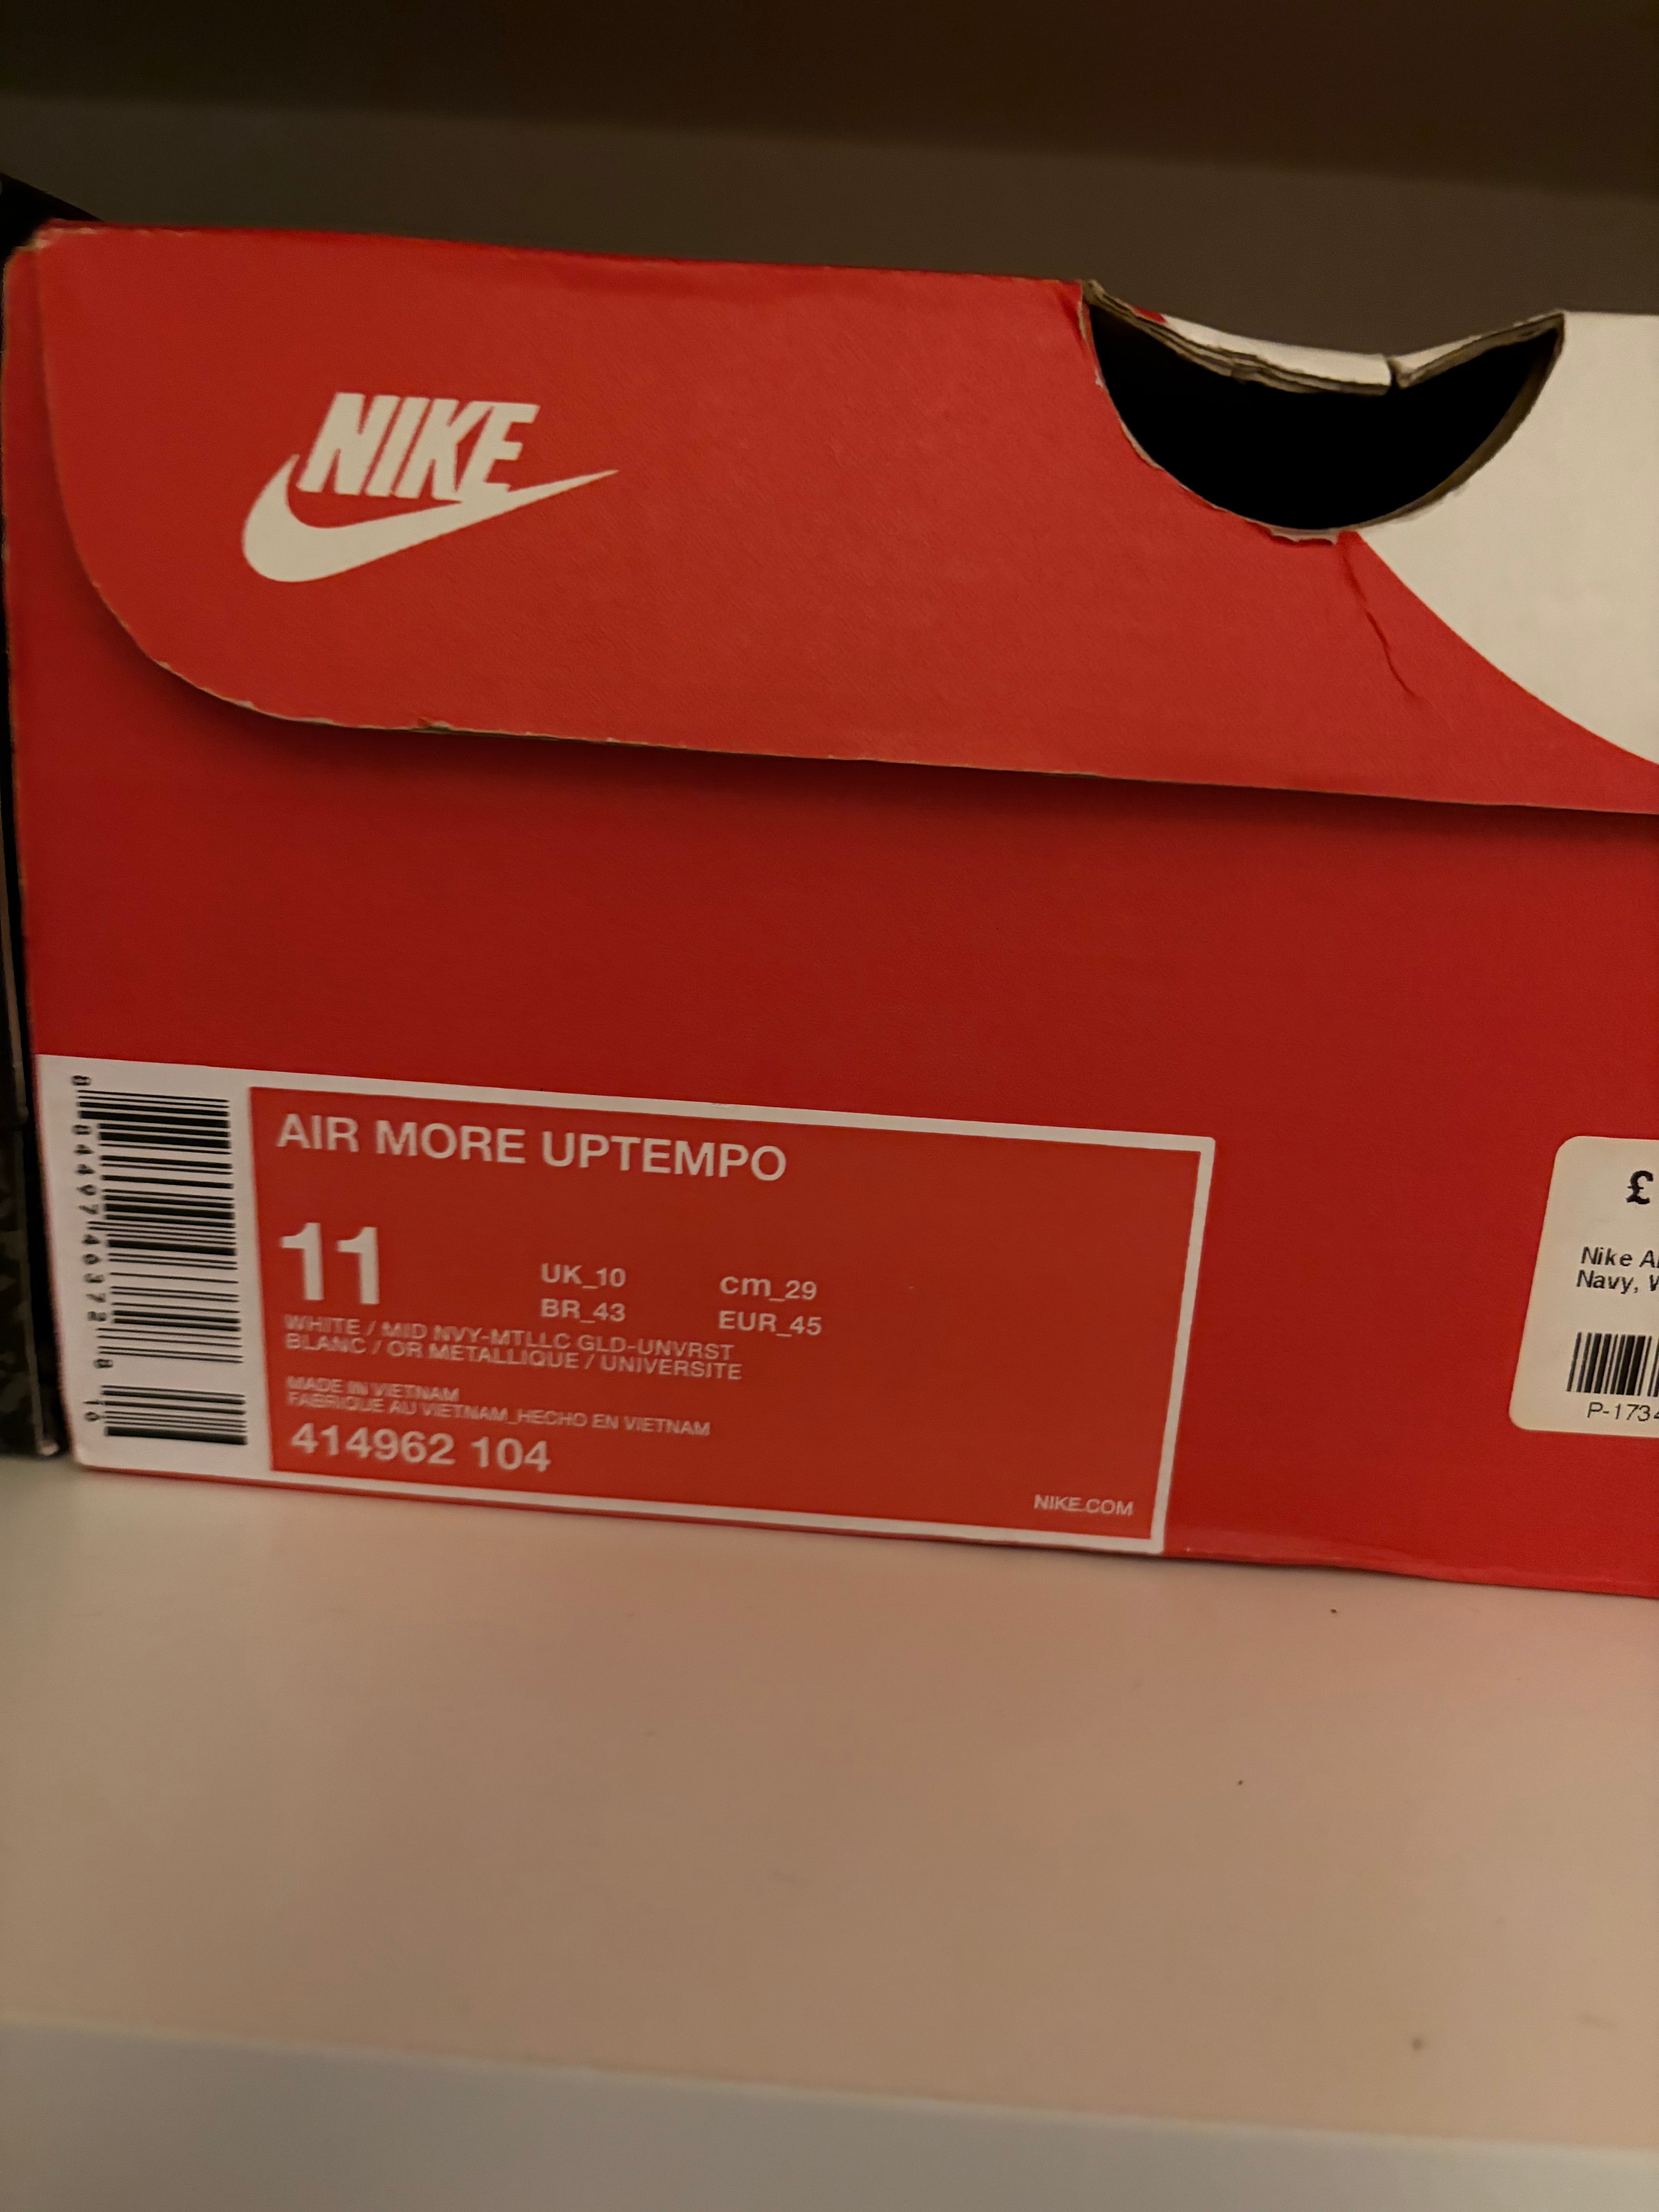 NIKE
AIR MORE UPTEMPO
11
UK_10 cm_29
BR_43 EUR_45
WHITE / MID NVY-MTLLC GLD-UNVRST
BLANC / OR METALLIQUE / UNIVERSITE
MADE IN VIETNAM
FABRIQUE AU VIETNAM_HECHO EN VIETNAM
414962 104
NIKE.COM
£
Nike
Navy,
P-1734